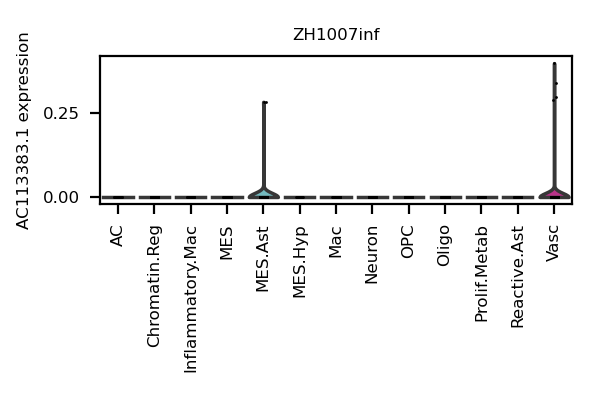 ZH1007inf
AC113383.1 expression
0.25
0.00
AC
Chromatin.Reg
Inflammatory.Mac
MES
MES.Ast
MES.Hyp
Mac
Neuron
OPC
Oligo
Prolif.Metab
Reactive.Ast
Vasc